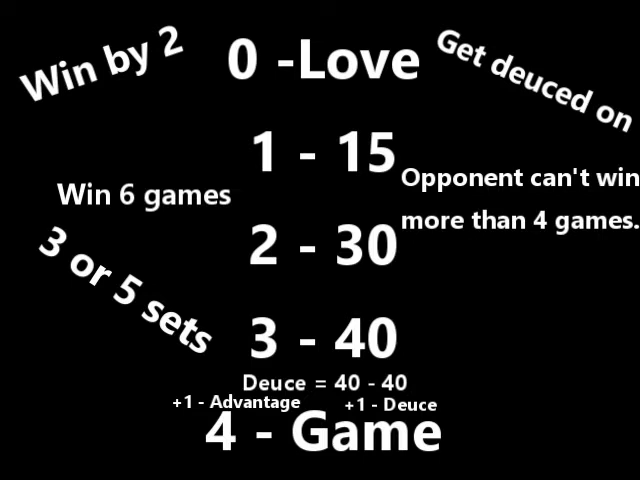 Win by 2
0 -Love
Get deuced on
1 - 15
Opponent can't win
more than 4 games.
Win 6 games
2 - 30
3 or 5 sets
3 - 40
Deuce = 40 - 40
+1 - Advantage
+1 - Deuce
4 - Game